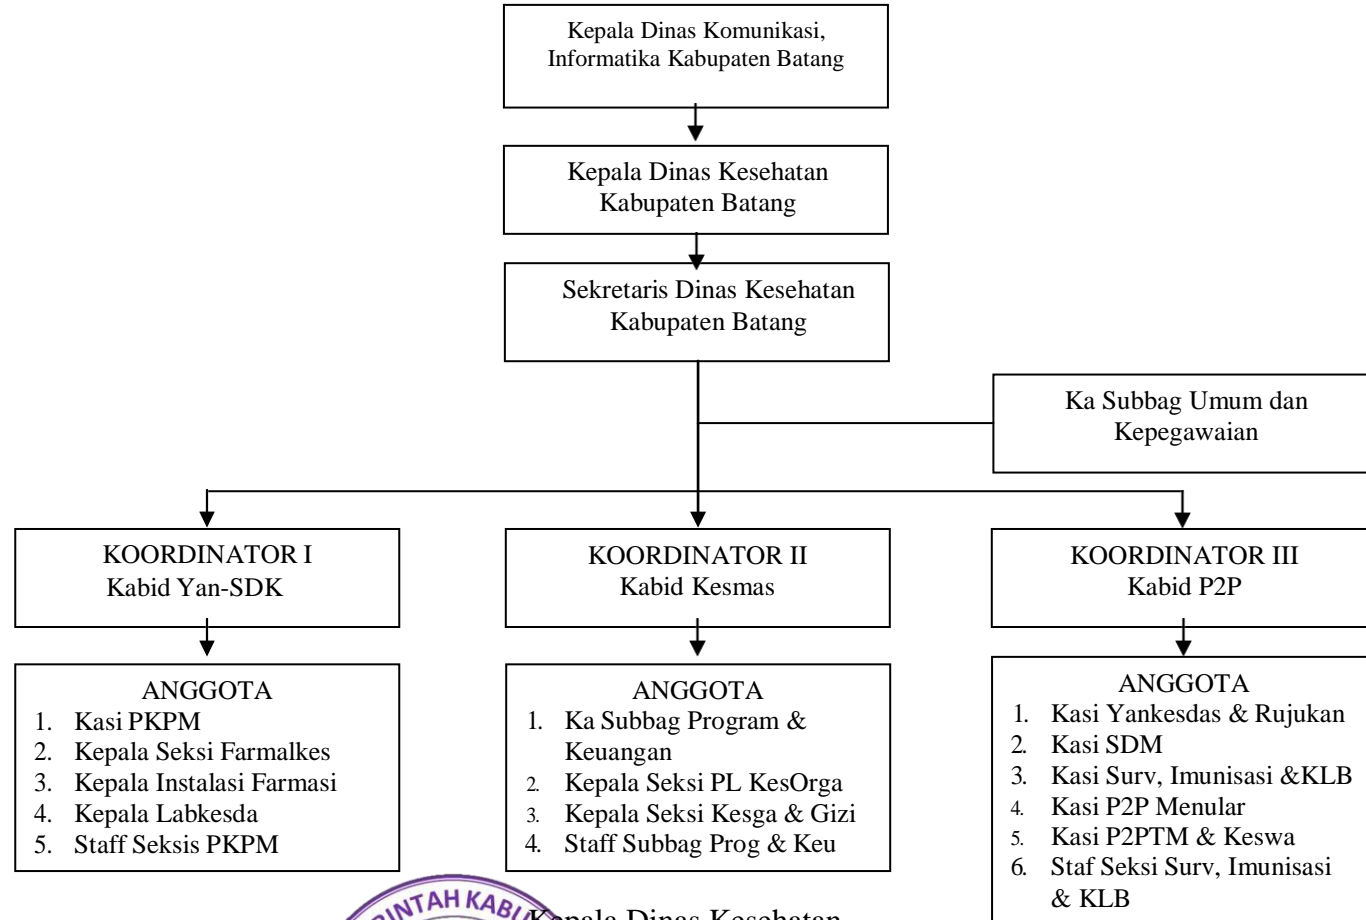 Kepala Dinas Komunikasi,
Informatika Kabupaten Batang
Kepala Dinas Kesehatan
Kabupaten Batang
Sekretaris Dinas Kesehatan
Kabupaten Batang
Ka Subbag Umum dan
Kepegawaian
KOORDINATOR I
Kabid Yan-SDK
KOORDINATOR II
Kabid Kesmas
KOORDINATOR III
Kabid P2P
ANGGOTA
1. Kasi PKPM
2. Kepala Seksi Farmalkes
3. Kepala Instalasi Farmasi
4. Kepala Labkesda
5. Staff Seksis PKPM
ANGGOTA
1. Ka Subbag Program &
Keuangan
2. Kepala Seksi PL KesOrga
3. Kepala Seksi Kesga & Gizi
4. Staff Subbag Prog & Keu
ANGGOTA
1. Kasi Yankesdas & Rujukan
2. Kasi SDM
3. Kasi Surv, Imunisasi &KLB
4. Kasi P2P Menular
5. Kasi P2PTM & Keswa
6. Staf Seksi Surv, Imunisasi
& KLB
Kepala Dinas Kesehatan